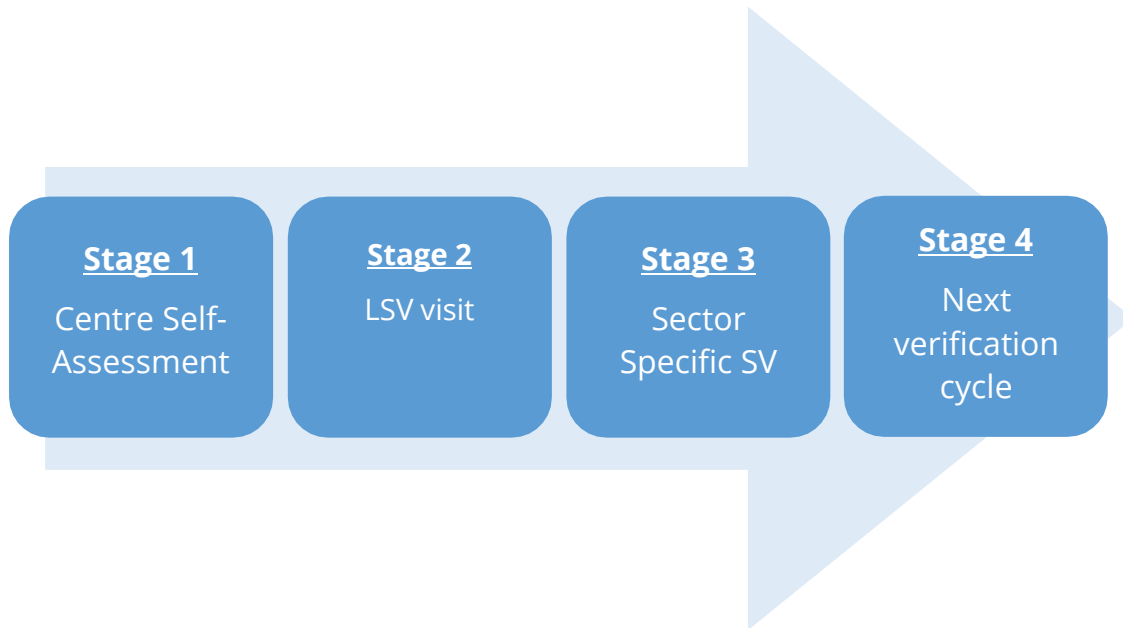 Stage 1
Centre Self-
Assessment
Stage 2
LSV visit
Stage 3
Sector
Specific SV
Stage 4
Next
verification
cycle